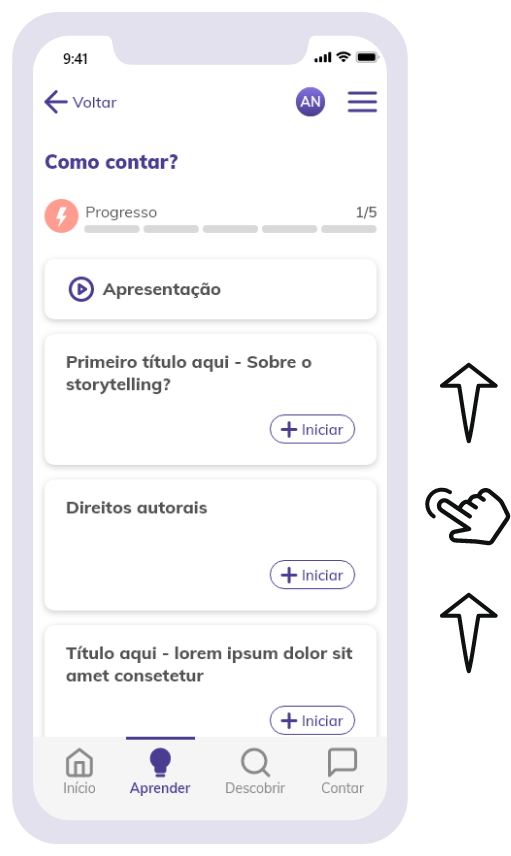 9:41
Voltar
AN
Como contar?
Progresso
1/5
Apresentação
Primeiro título aqui - Sobre o
storytelling?
Iniciar
Direitos autorais
Iniciar
Título aqui - lorem ipsum dolor sit
amet consetetur
Iniciar
Início
Aprender
Descobrir
Contar